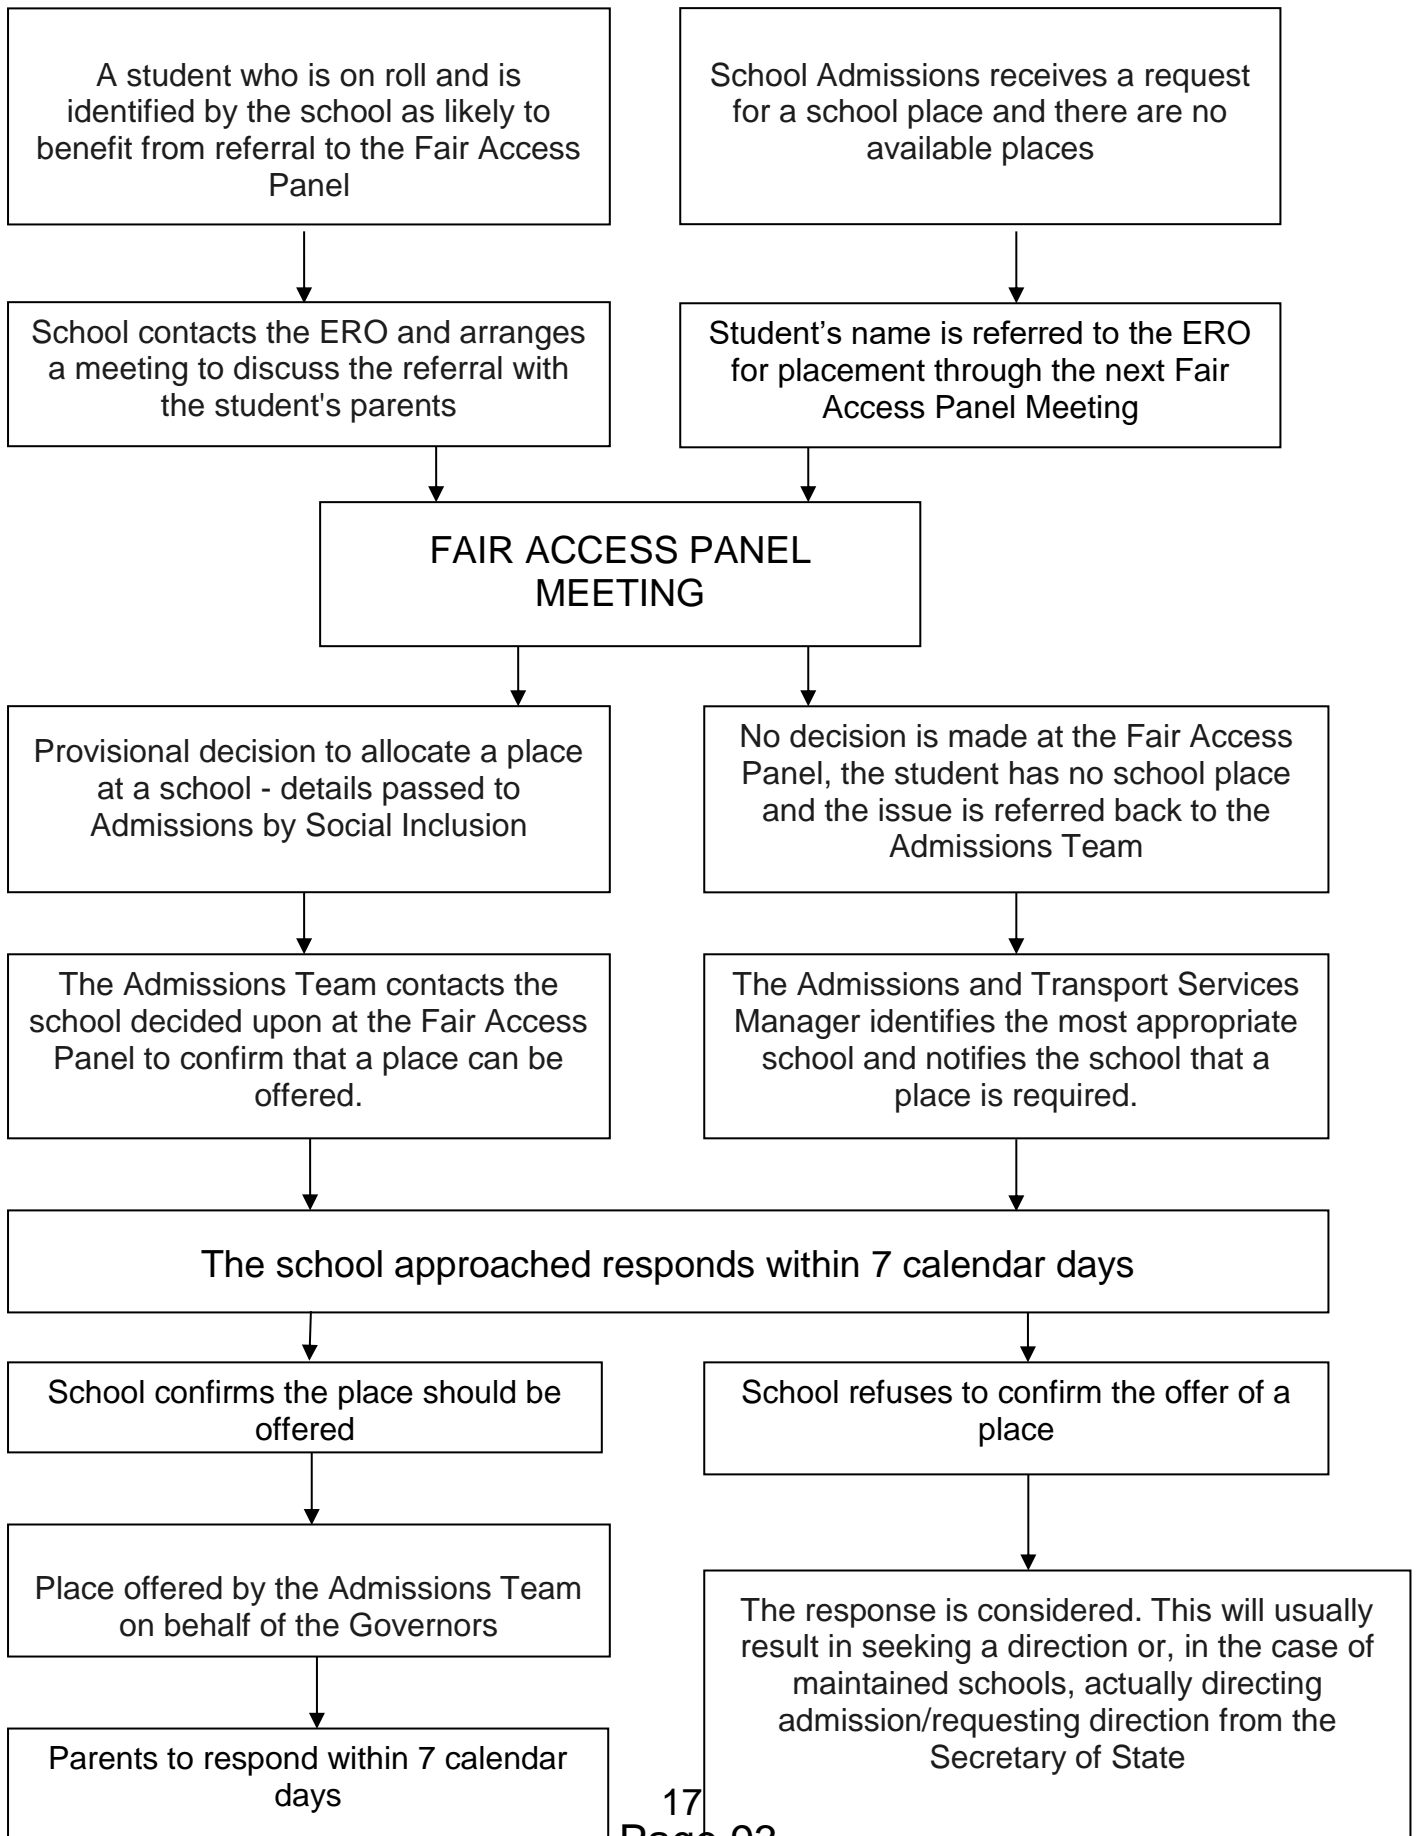 A student who is on roll and is
identified by the school as likely to
benefit from referral to the Fair Access
Panel
School Admissions receives a request
for a school place and there are no
available places
School contacts the ERO and arranges
a meeting to discuss the referral with
the student's parents
Student’s name is referred to the ERO
for placement through the next Fair
Access Panel Meeting
FAIR ACCESS PANEL
MEETING
Provisional decision to allocate a place
at a school - details passed to
Admissions by Social Inclusion
No decision is made at the Fair Access
Panel, the student has no school place
and the issue is referred back to the
Admissions Team
The Admissions Team contacts the
school decided upon at the Fair Access
Panel to confirm that a place can be
offered.
The Admissions and Transport Services
Manager identifies the most appropriate
school and notifies the school that a
place is required.
The school approached responds within 7 calendar days
School confirms the place should be
offered
School refuses to confirm the offer of a
place
Place offered by the Admissions Team
on behalf of the Governors
The response is considered. This will usually
result in seeking a direction or, in the case of
maintained schools, actually directing
admission/requesting direction from the
Secretary of State
Parents to respond within 7 calendar
days
17
Page